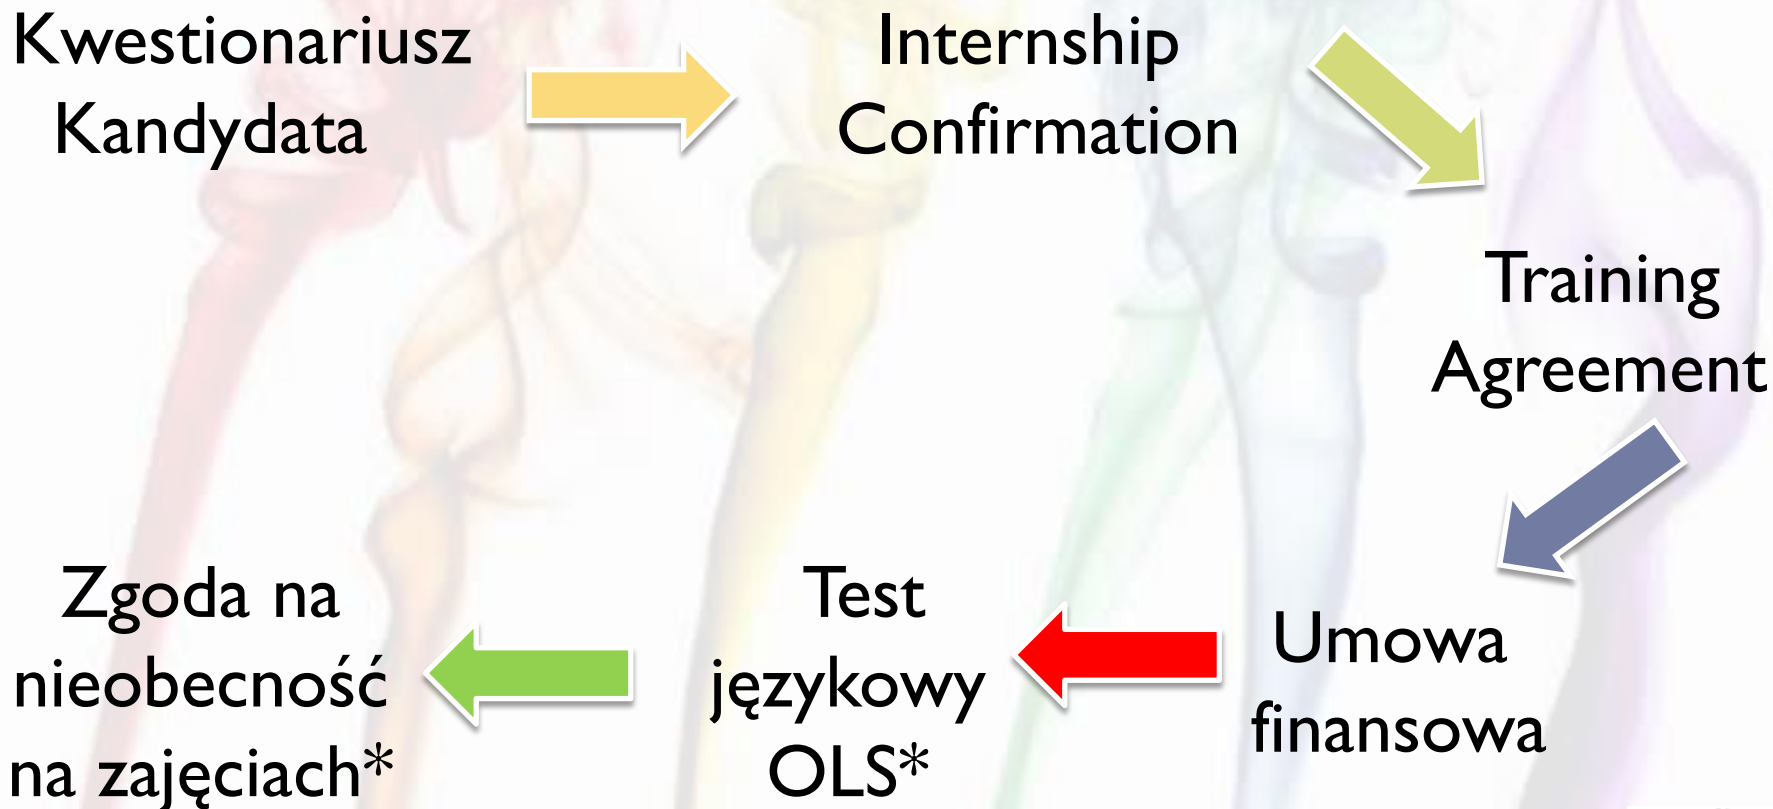 Kwestionariusz
Kandydata
Internship
Confirmation
Training
Agreement
Umowa
finansowa
Test
językowy
OLS*
Zgoda na
nieobecność
na zajęciach*